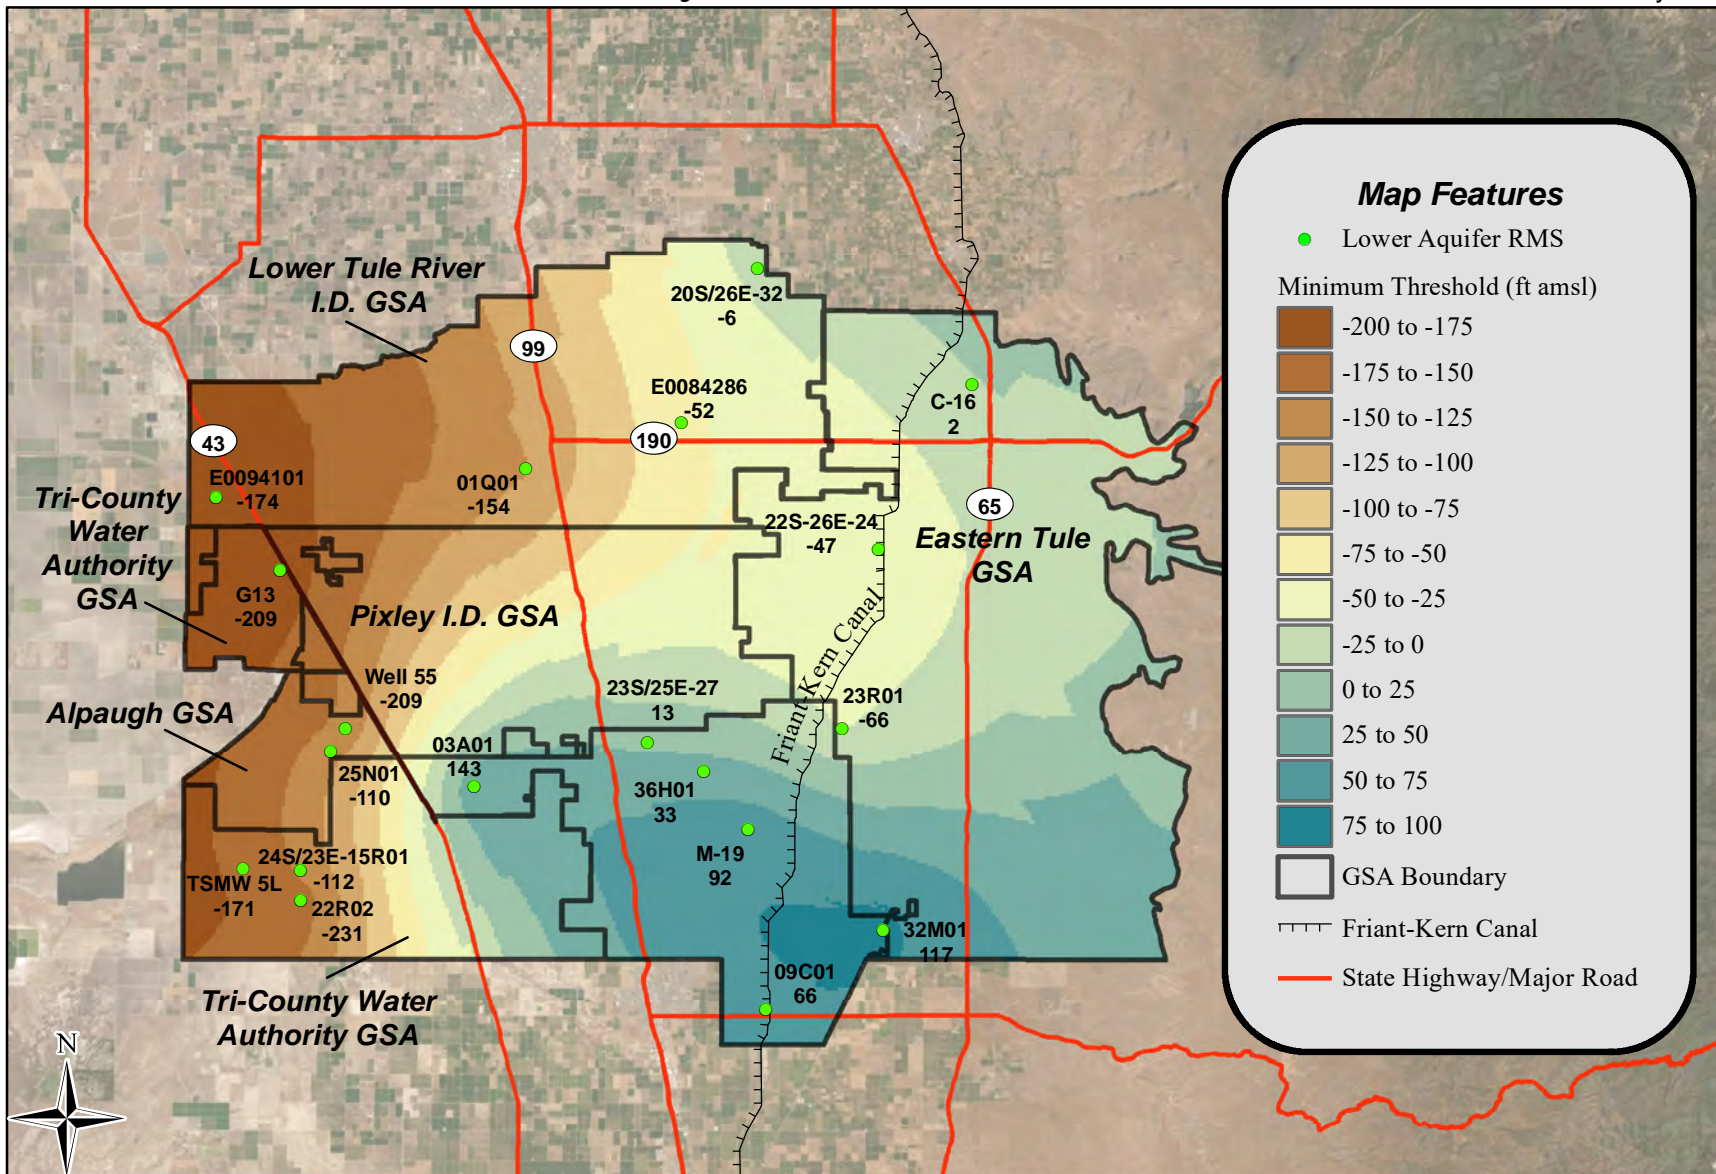 Lower Tule River
I.D. GSA
20S/26E-32
-6
99
E0084286
-52
C-16
2
43
190
E0094101
-174
01Q01
-154
65
Tri-County
Water
Authority
GSA
22S-26E-24
-47
Eastern Tule
GSA
G13
-209
Pixley I.D. GSA
Friant-Kern Canal
Well 55
-209
23S/25E-27
13
23R01
-66
Alpaugh GSA
03A01
143
25N01
-110
36H01
33
M-19
92
24S/23E-15R01
-112
TSMW 5L
-171
22R02
-231
32M01
117
09C01
66
Tri-County Water
Authority GSA
N
Map Features
Lower Aquifer RMS
Minimum Threshold (ft amsl)
-200 to -175
-175 to -150
-150 to -125
-125 to -100
-100 to -75
-75 to -50
-50 to -25
-25 to 0
0 to 25
25 to 50
50 to 75
75 to 100
GSA Boundary
Friant-Kern Canal
State Highway/Major Road